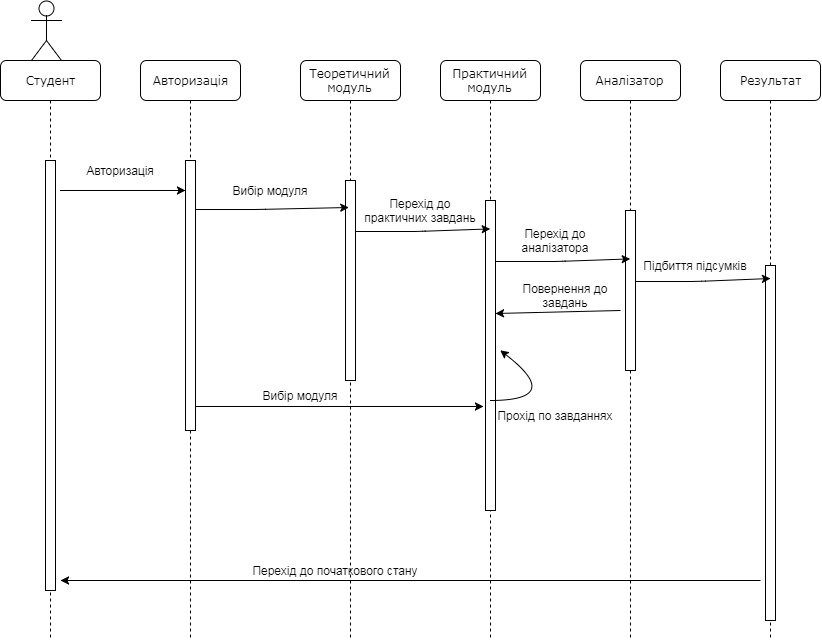 Студент
Авторизація
Теоретичний
модуль
Практичний
модуль
Аналізатор
Результат
Авторизація
Вибір модуля
Перехід до
практичних завдань
Перехід до
аналізатора
Підбиття підсумків
Повернення до
завдань
Вибір модуля
Прохід по завданнях
Перехід до початкового стану